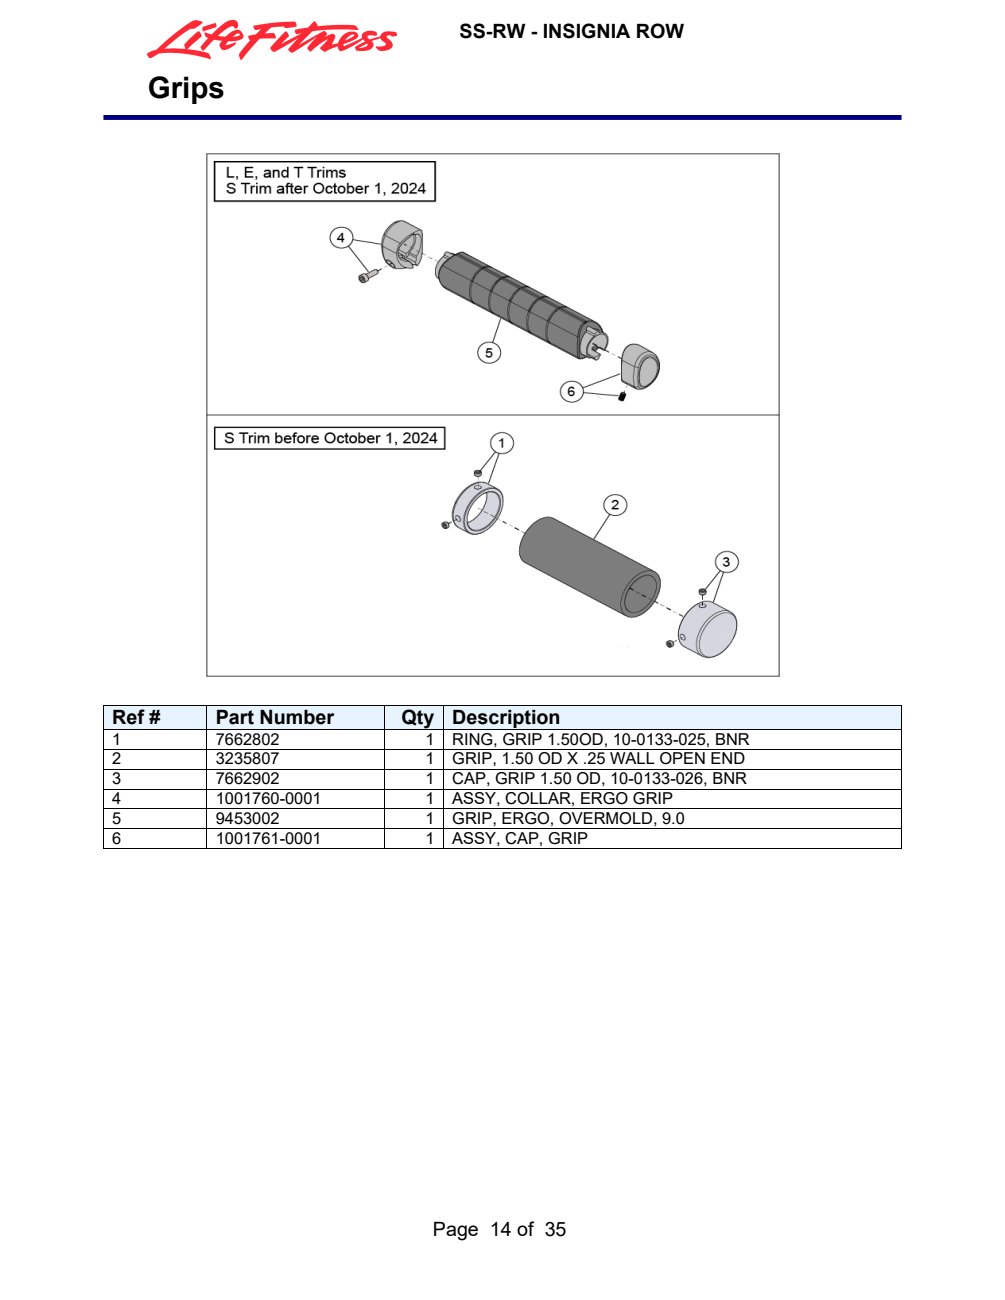 Life Fitness
SS-RW - INSIGNIA ROW
Grips
L, E, and T Trims
S Trim after October 1, 2024
4
5
6
S Trim before October 1, 2024
1
2
3
Ref # Part Number Qty Description
1 7662802 1 RING, GRIP 1.50OD, 10-0133-025, BNR
2 3235807 1 GRIP, 1.50 OD X .25 WALL OPEN END
3 7662902 1 CAP, GRIP 1.50 OD, 10-0133-026, BNR
4 1001760-0001 1 ASSY, COLLAR, ERGO GRIP
5 9453002 1 GRIP, ERGO, OVERMOLD, 9.0
6 1001761-0001 1 ASSY, CAP, GRIP
Page 14 of 35